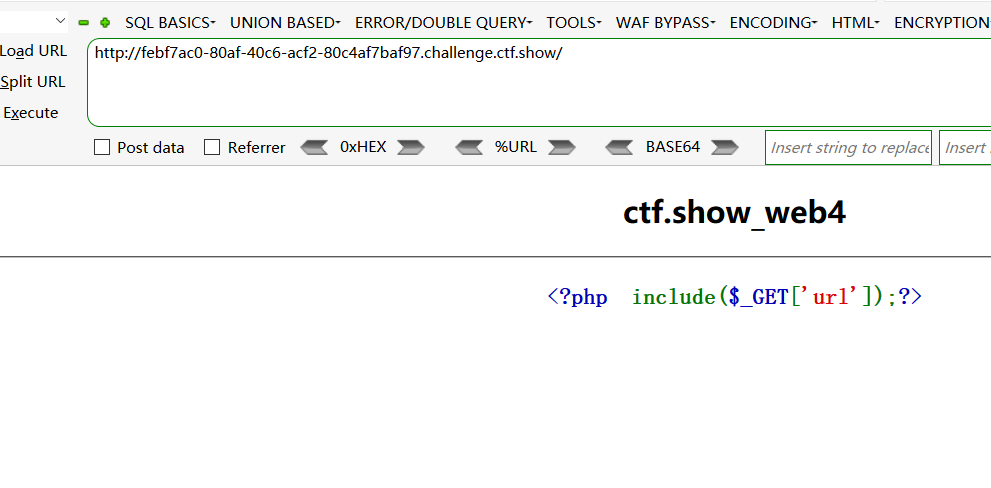 SQL BASICS▾ UNION BASED▾ ERROR/DOUBLE QUERY▾ TOOLS▾ WAF BYPASS▾ ENCODING▾ HTML▾ ENCRYPTION
Load URL
http://febf7ac0-80af-40c6-acf2-80c4af7baf97.challenge.ctf.show/
Split URL
Execute
Post data Referrer 0xHEX %URL BASE64 Insert string to replace Insert
ctf.show_web4
<?php include($_GET['url']);?>